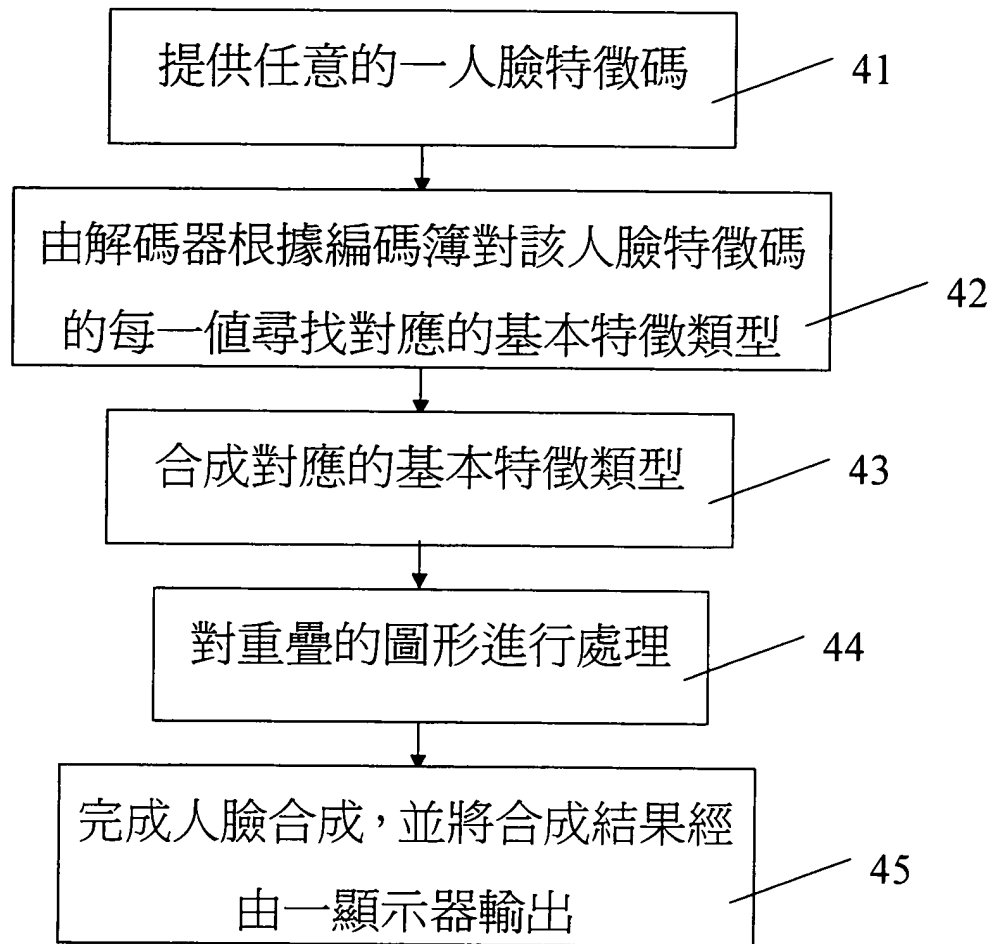 提供任意的一人臉特徵碼
41
由解碼器根據編碼簿對該人臉特徵碼
的每一值尋找對應的基本特徵類型
42
合成對應的基本特徵類型
43
對重疊的圖形進行處理
44
完成人臉合成，並將合成結果經
由一顯示器輸出
45